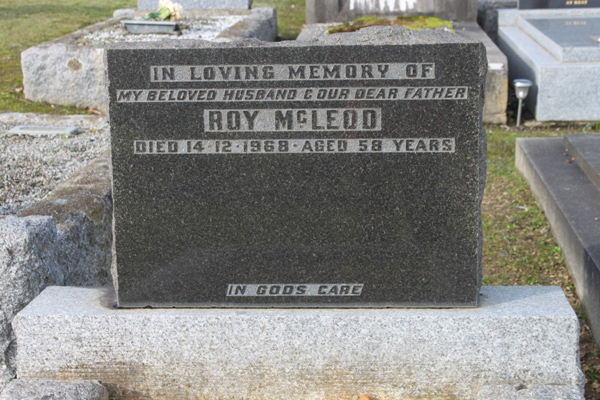 IN LOVING MEMORY OF
MY BELOVED HUSBAND & OUR DEAR FATHER
ROY McLEOD
DIED 14·12·1968·AGED 58 YEARS
IN GODS CARE